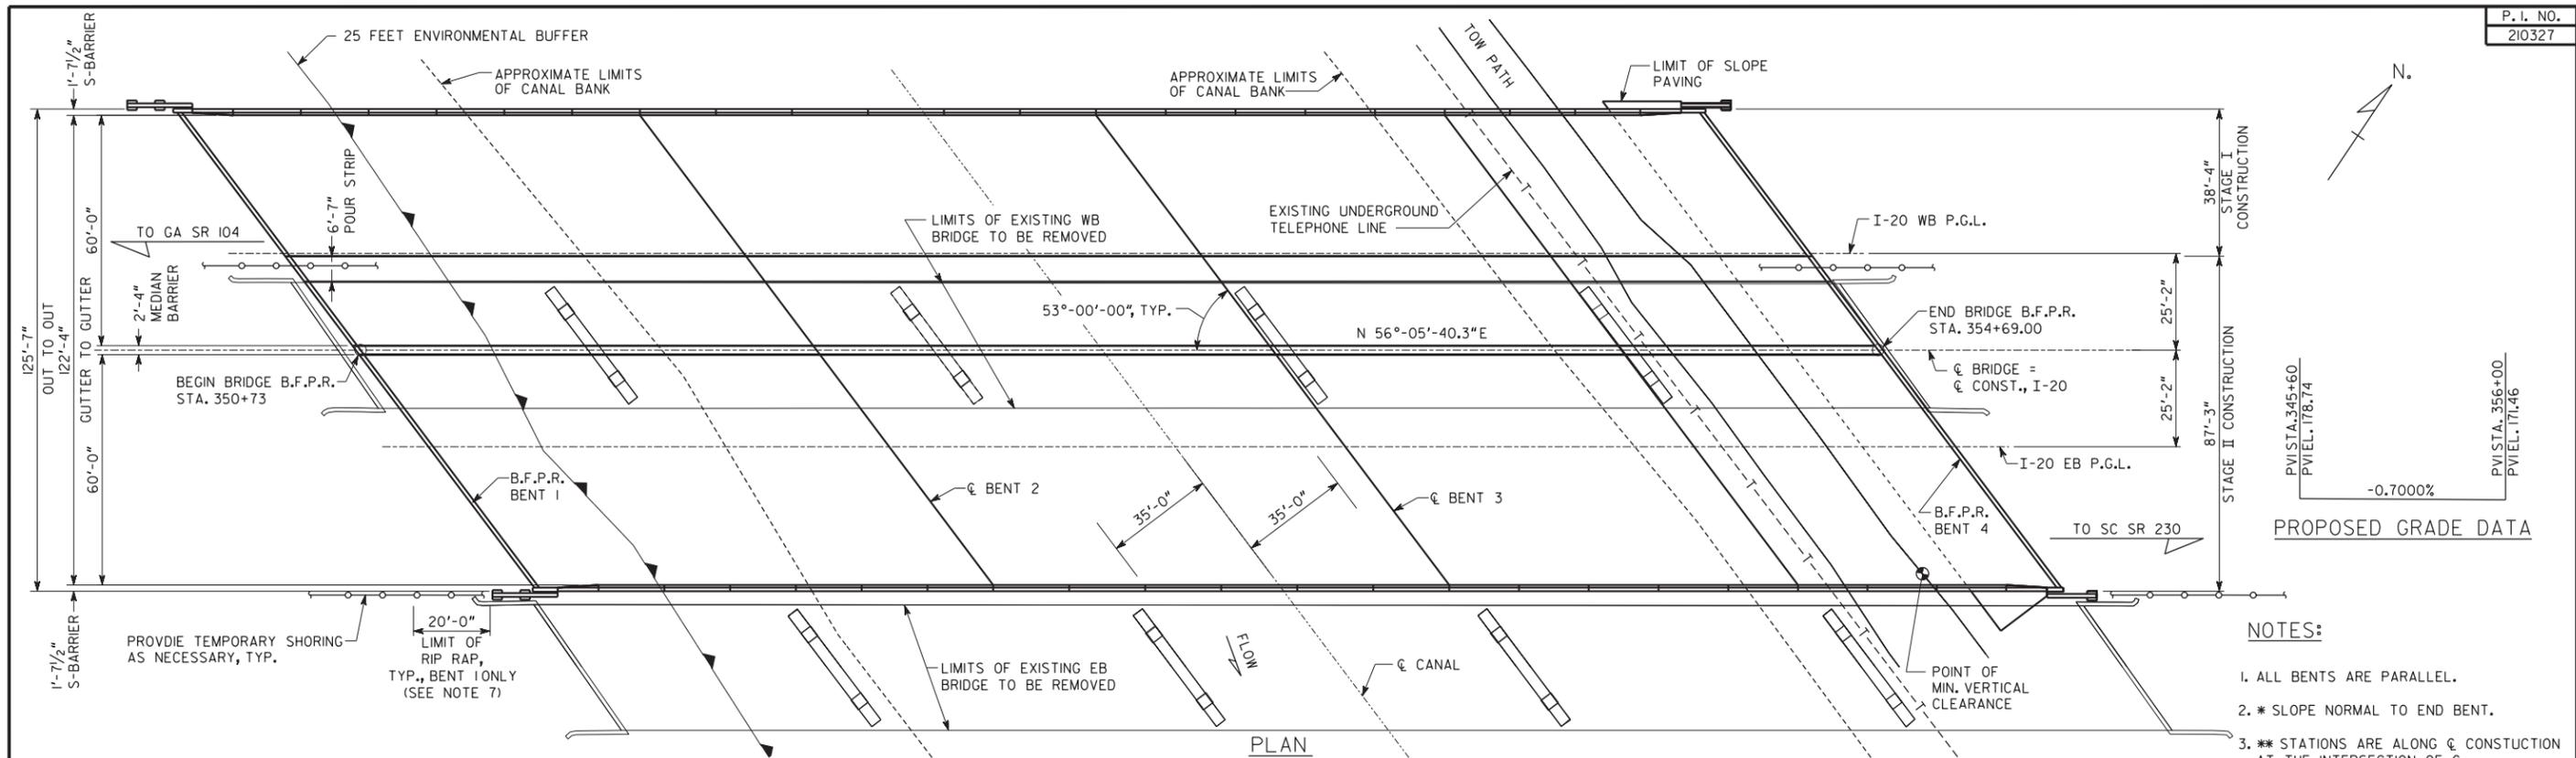 P. I. NO.
210327
1'-7½"
S-BARRIER
25 FEET ENVIRONMENTAL BUFFER
APPROXIMATE LIMITS
OF CANAL BANK
APPROXIMATE LIMITS
OF CANAL BANK
TOW PATH
LIMIT OF SLOPE
PAVING
N.
125'-7"
OUT TO OUT
122'-4"
GUTTER TO GUTTER
60'-0"
60'-0"
6'-7"
POUR STRIP
TO GA SR 104
2'-4"
MEDIAN
BARRIER
LIMITS OF EXISTING WB
BRIDGE TO BE REMOVED
EXISTING UNDERGROUND
TELEPHONE LINE
T
T
T
T
T
T
T
T
T
I-20 WB P.G.L.
38'-4"
STAGE I
CONSTRUCTION
53°-00'-00", TYP.
N 56°-05'-40.3"E
END BRIDGE B.F.P.R.
STA. 354+69.00
25'-2"
25'-2"
BEGIN BRIDGE B.F.P.R.
STA. 350+73
℄ BRIDGE =
℄ CONST., I-20
87'-3"
STAGE II CONSTRUCTION
I-20 EB P.G.L.
B.F.P.R.
BENT 1
℄ BENT 2
35'-0"
35'-0"
℄ BENT 3
B.F.P.R.
BENT 4
TO SC SR 230
PVI STA. 345+60
PVI EL. 178.74
PVI STA. 356+00
PVI EL. 171.46
-0.7000%
PROPOSED GRADE DATA
1'-7½"
S-BARRIER
PROVDIE TEMPORARY SHORING
AS NECESSARY, TYP.
20'-0"
LIMIT OF
RIP RAP,
TYP., BENT 1 ONLY
(SEE NOTE 7)
LIMITS OF EXISTING EB
BRIDGE TO BE REMOVED
FLOW
℄ CANAL
POINT OF
MIN. VERTICAL
CLEARANCE
PLAN
NOTES:
1. ALL BENTS ARE PARALLEL.
2. * SLOPE NORMAL TO END BENT.
3. ** STATIONS ARE ALONG ℄ CONSTUCTION